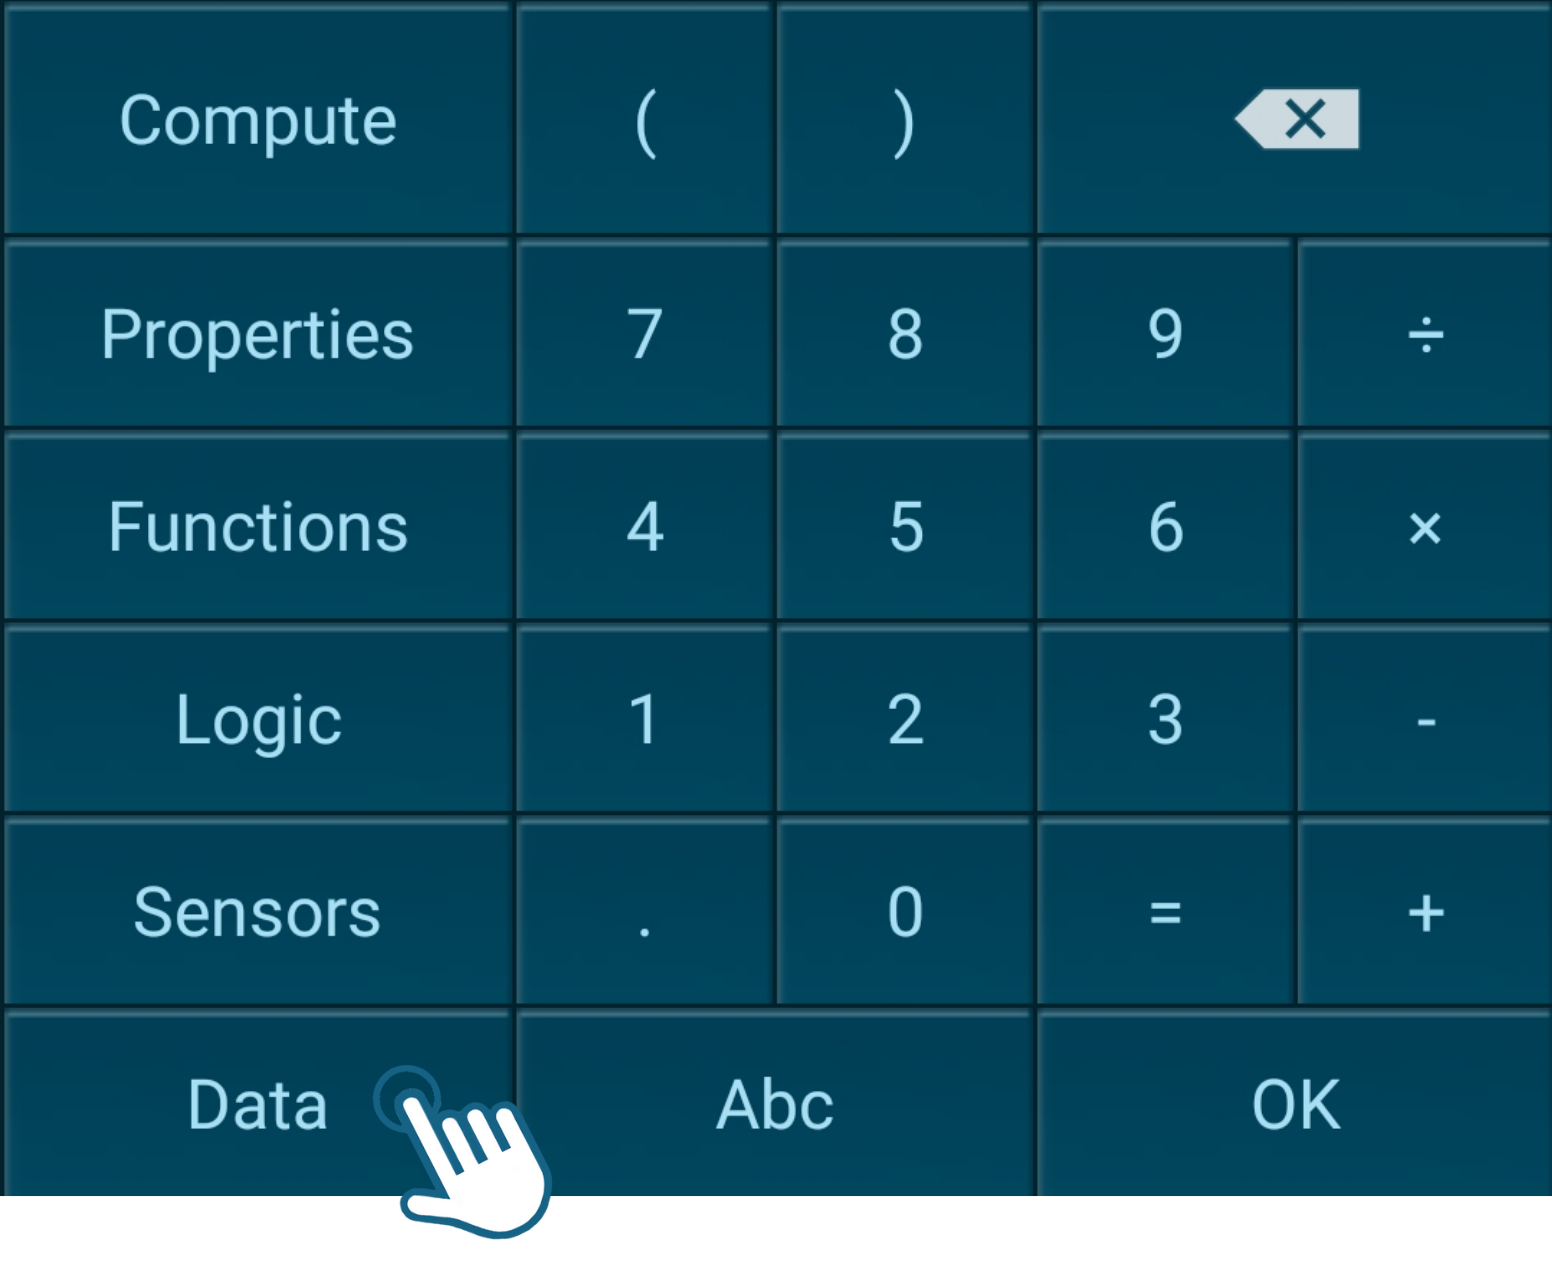 Compute ( )
Properties 7 8 9 ÷
Functions 4 5 6 ×
Logic 1 2 3 -
Sensors . 0 = +
Data Abc OK